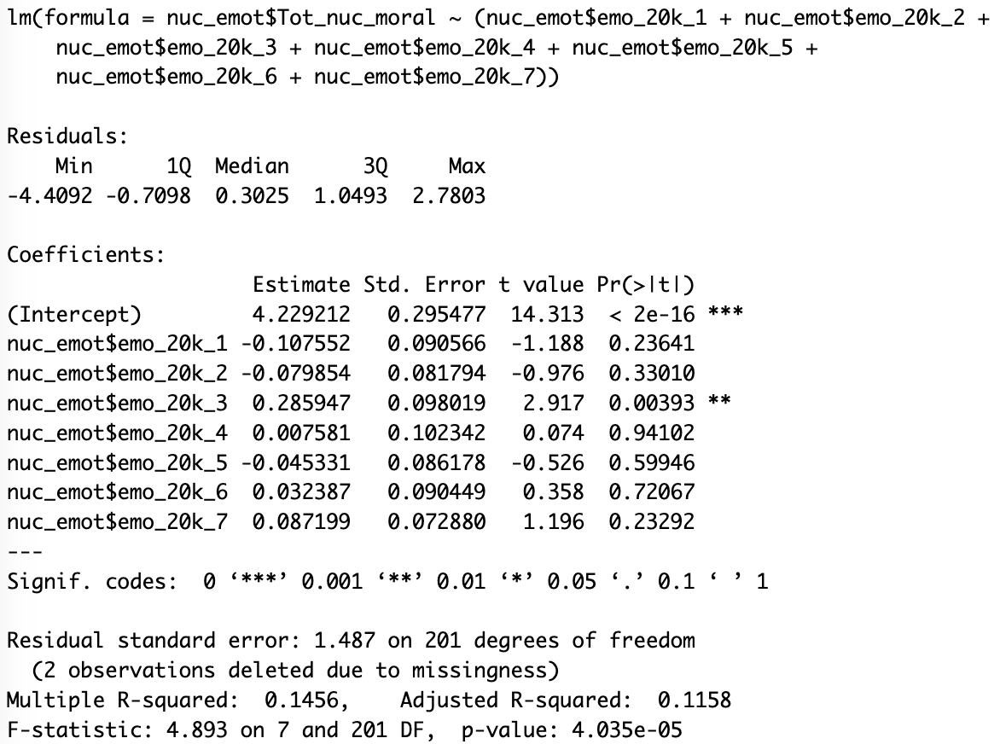 lm(formula = nuc_emot$Tot_nuc_moral ~ (nuc_emot$emo_20k_1 + nuc_emot$emo_20k_2 +
    nuc_emot$emo_20k_3 + nuc_emot$emo_20k_4 + nuc_emot$emo_20k_5 +
    nuc_emot$emo_20k_6 + nuc_emot$emo_20k_7))

Residuals:
    Min      1Q  Median      3Q     Max
-4.4092 -0.7098  0.3025  1.0493  2.7803

Coefficients:
                    Estimate Std. Error t value Pr(>|t|)
(Intercept)         4.229212   0.295477  14.313  < 2e-16 ***
nuc_emot$emo_20k_1 -0.107552   0.090566  -1.188  0.23641
nuc_emot$emo_20k_2 -0.079854   0.081794  -0.976  0.33010
nuc_emot$emo_20k_3  0.285947   0.098019   2.917  0.00393 **
nuc_emot$emo_20k_4  0.007581   0.102342   0.074  0.94102
nuc_emot$emo_20k_5 -0.045331   0.086178  -0.526  0.59946
nuc_emot$emo_20k_6  0.032387   0.090449   0.358  0.72067
nuc_emot$emo_20k_7  0.087199   0.072880   1.196  0.23292
---
Signif. codes:  0 ‘***’ 0.001 ‘**’ 0.01 ‘*’ 0.05 ‘.’ 0.1 ‘ ’ 1

Residual standard error: 1.487 on 201 degrees of freedom
  (2 observations deleted due to missingness)
Multiple R-squared:  0.1456,    Adjusted R-squared:  0.1158
F-statistic: 4.893 on 7 and 201 DF,  p-value: 4.035e-05